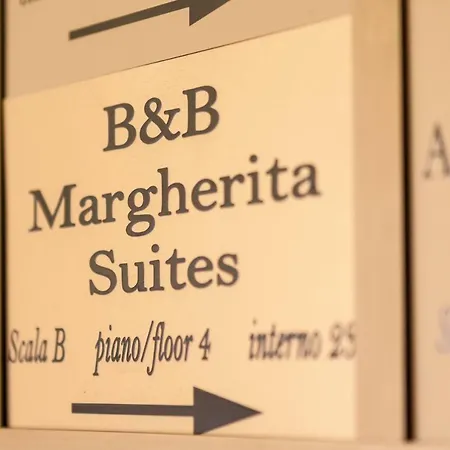 B&B
Margherita
Suites
Scala B piano/floor 4 interno 25
A